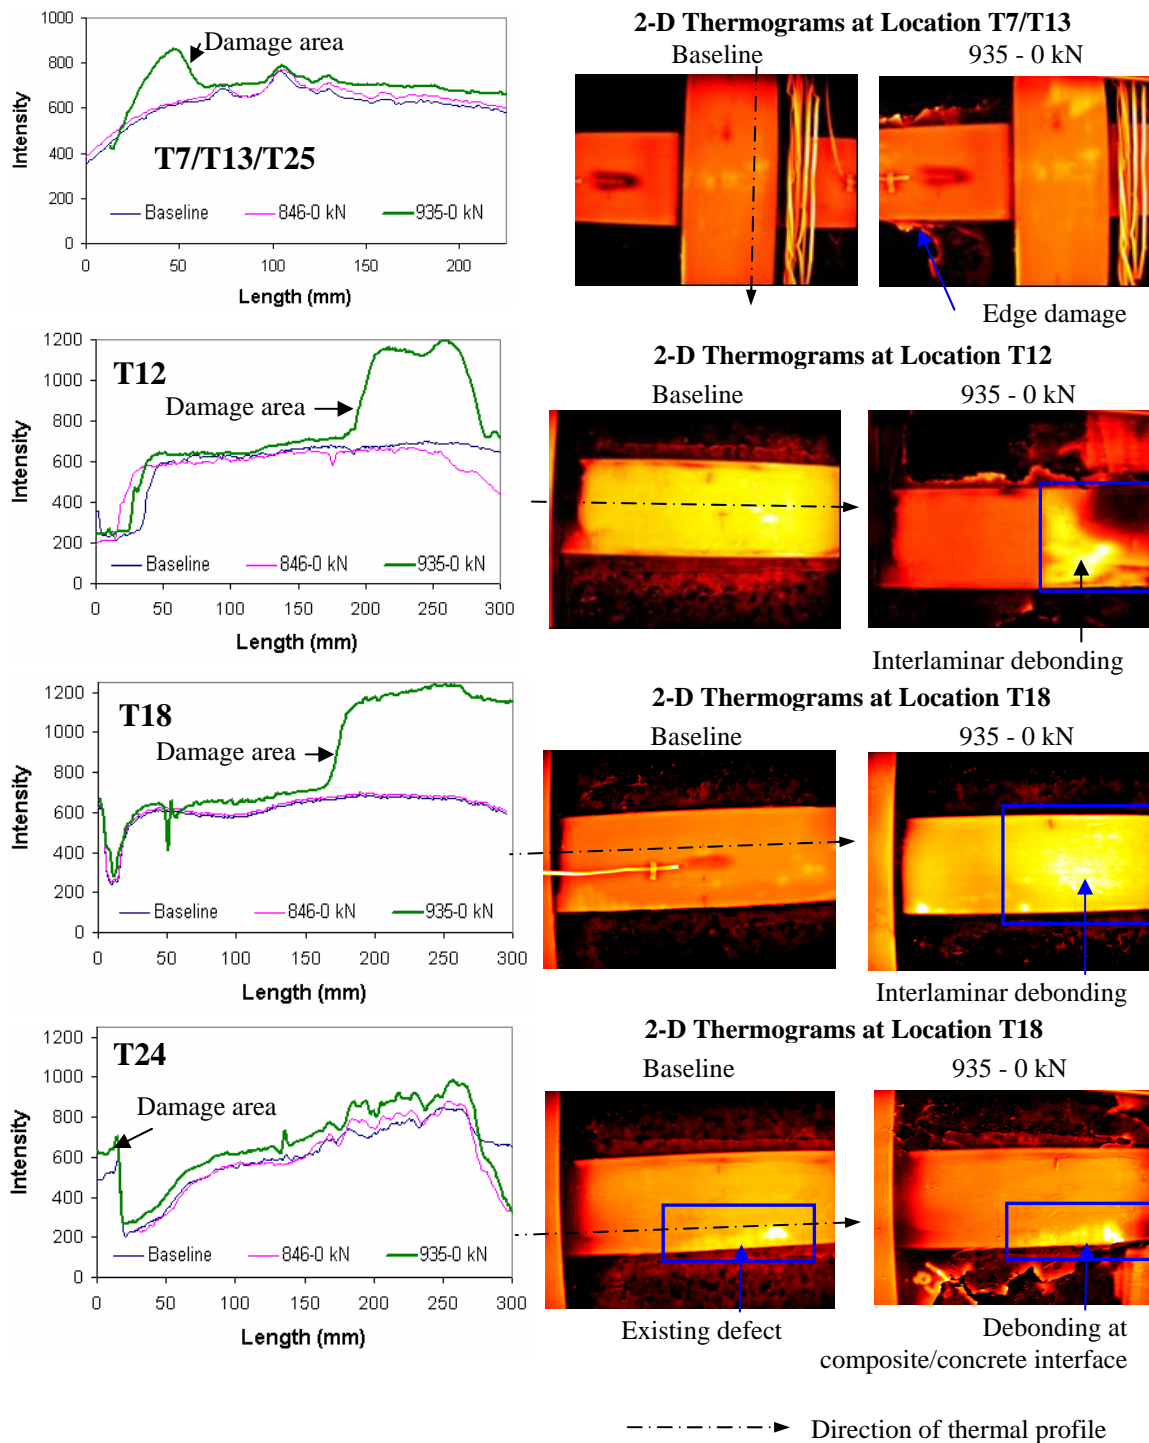 2-D Thermograms at Location T7/T13
Baseline
935 - 0 kN
1000
800
600
400
200
0
Intensity
Damage area
T7/T13/T25
Baseline
846-0 kN
935-0 kN
0
50
100
150
200
Length (mm)
Edge damage
2-D Thermograms at Location T12
Baseline
935 - 0 kN
1200
1000
800
600
400
200
0
Intensity
T12
Damage area
Baseline
846-0 kN
935-0 kN
0
50
100
150
200
250
300
Length (mm)
Interlaminar debonding
2-D Thermograms at Location T18
Baseline
935 - 0 kN
1200
1000
800
600
400
200
0
Intensity
T18
Damage area
Baseline
846-0 kN
935-0 kN
0
50
100
150
200
250
300
Length (mm)
Interlaminar debonding
2-D Thermograms at Location T18
Baseline
935 - 0 kN
1200
1000
800
600
400
200
0
Intensity
T24
Damage area
Baseline
846-0 kN
935-0 kN
0
50
100
150
200
250
300
Length (mm)
Existing defect
Debonding at
composite/concrete interface
Direction of thermal profile